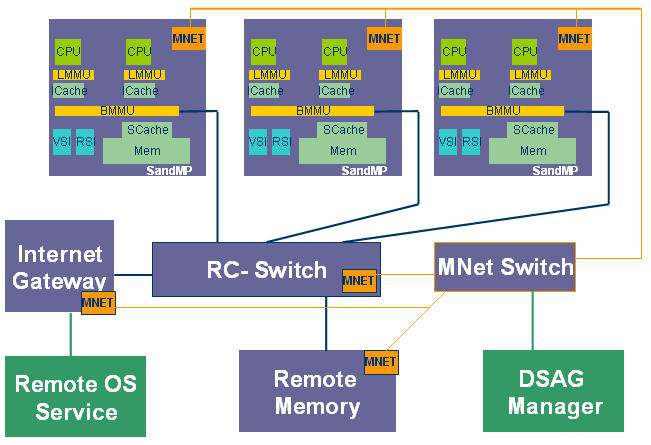 MNET
CPU CPU
LMMU LMMU
ICache ICache
BMMU
VSI RSI
SCache
Mem
SandMP
MNET
CPU CPU
LMMU LMMU
ICache ICache
BMMU
VSI RSI
SCache
Mem
SandMP
MNET
CPU CPU
LMMU LMMU
ICache ICache
BMMU
VSI RSI
SCache
Mem
SandMP
Internet
Gateway
MNET
RC- Switch
MNET
MNet Switch
Remote OS
Service
Remote
Memory
MNET
DSAG
Manager